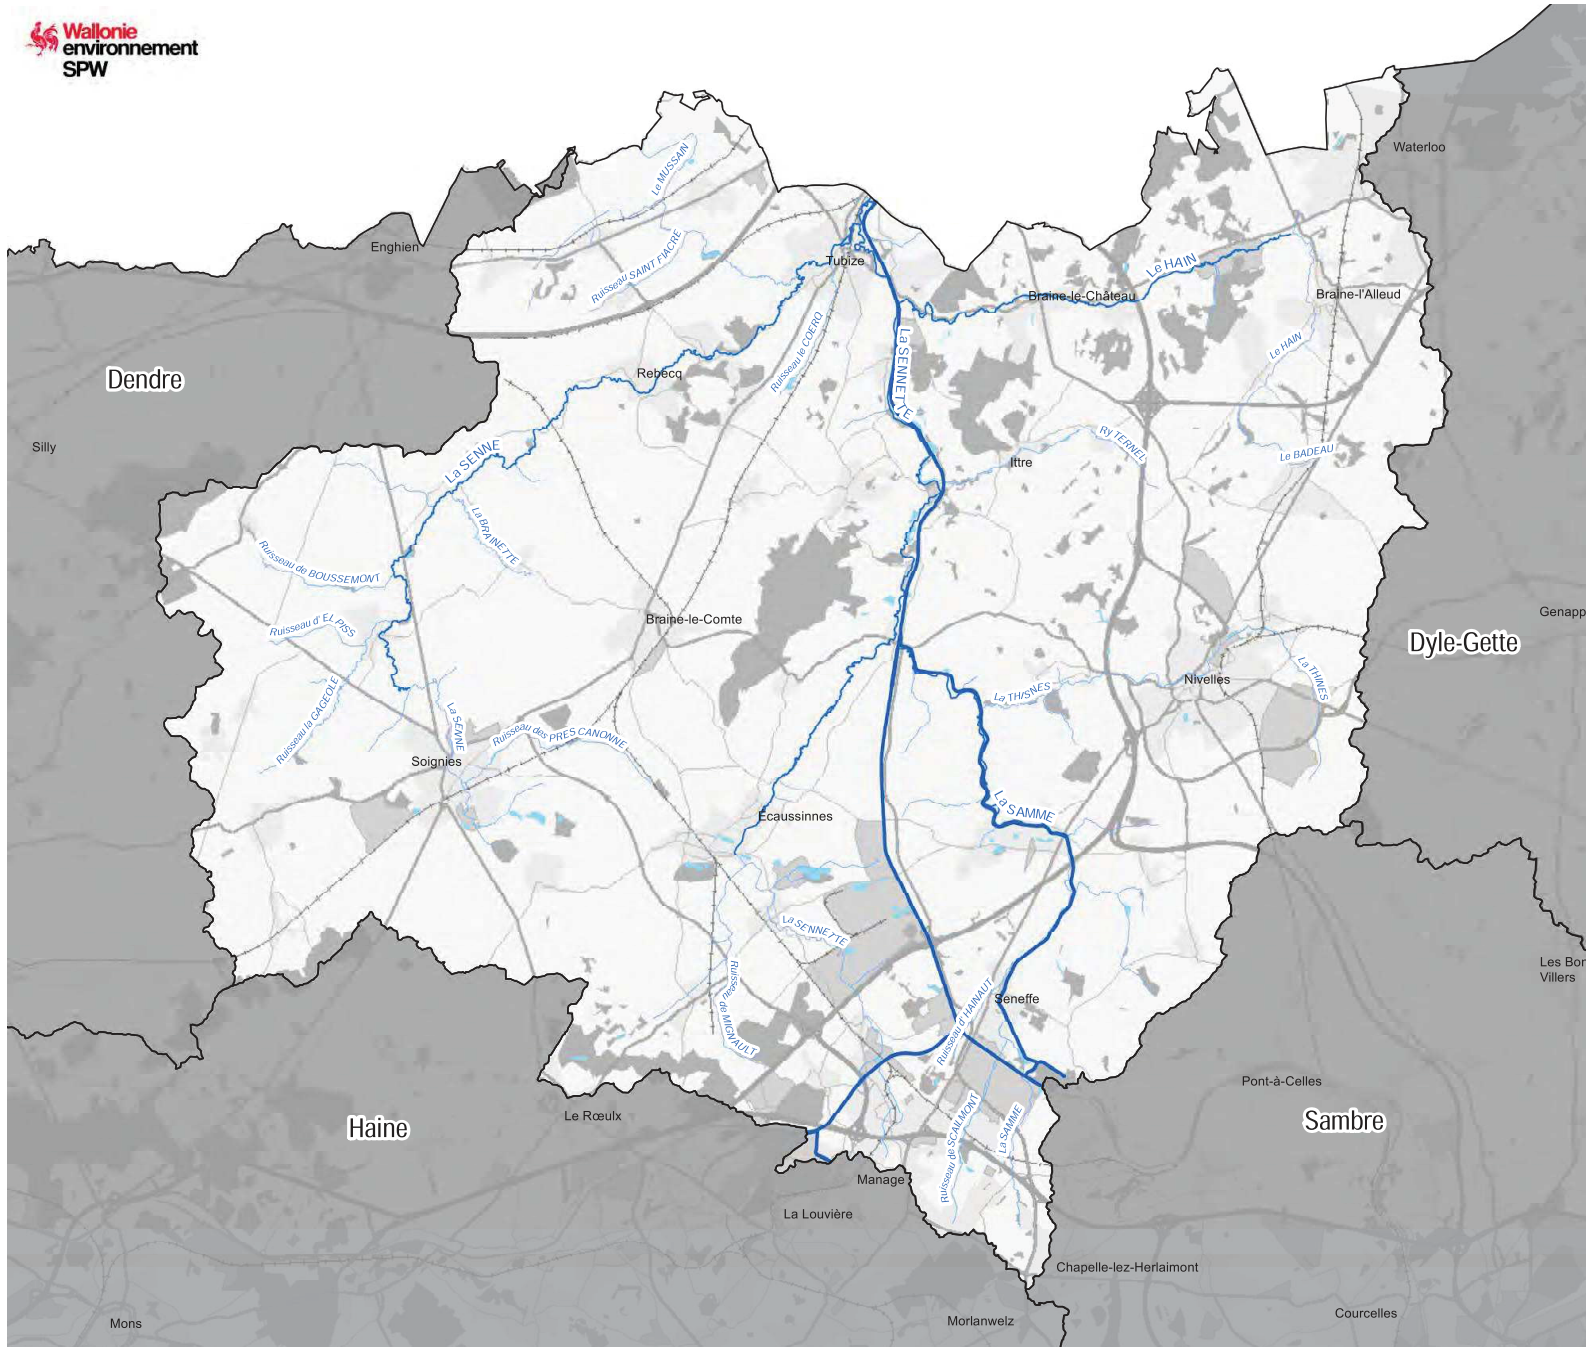 Wallonie
environnement
SPW
Waterloo
Le MUSSAIN
Enghien
Ruisseau SAINT FIACRE
Tubize
Le HAIN
Braine-le-Château
Braine-l'Alleud
Ruisseau le COERQ
La SENNETTE
Le HAIN
Rebecq
Dendre
Silly
La SENNE
Ry TERNEL
Ittre
Le BADEAU
La BRAINETTE
Ruisseau de BOUSSEMONT
Ruisseau d' EL PISS
Braine-le-Comte
Genapp
Dyle-Gette
Ruisseau la GAGEOLE
La SENNE
Ruisseau des PRES CANONNE
La THISNES
Nivelles
La THINES
Soignies
Ecaussinnes
La SAMME
La SENNETTE
Les Bon
Villers
Ruisseau
de MIGNAULT
Ruisseau d' HAINAUT
Seneffe
Pont-à-Celles
Le Rœulx
Haine
Sambre
Ruisseau de SCAILMONT
La SAMME
Manage
La Louvière
Chapelle-lez-Herlaimont
Mons
Morlanwelz
Courcelles